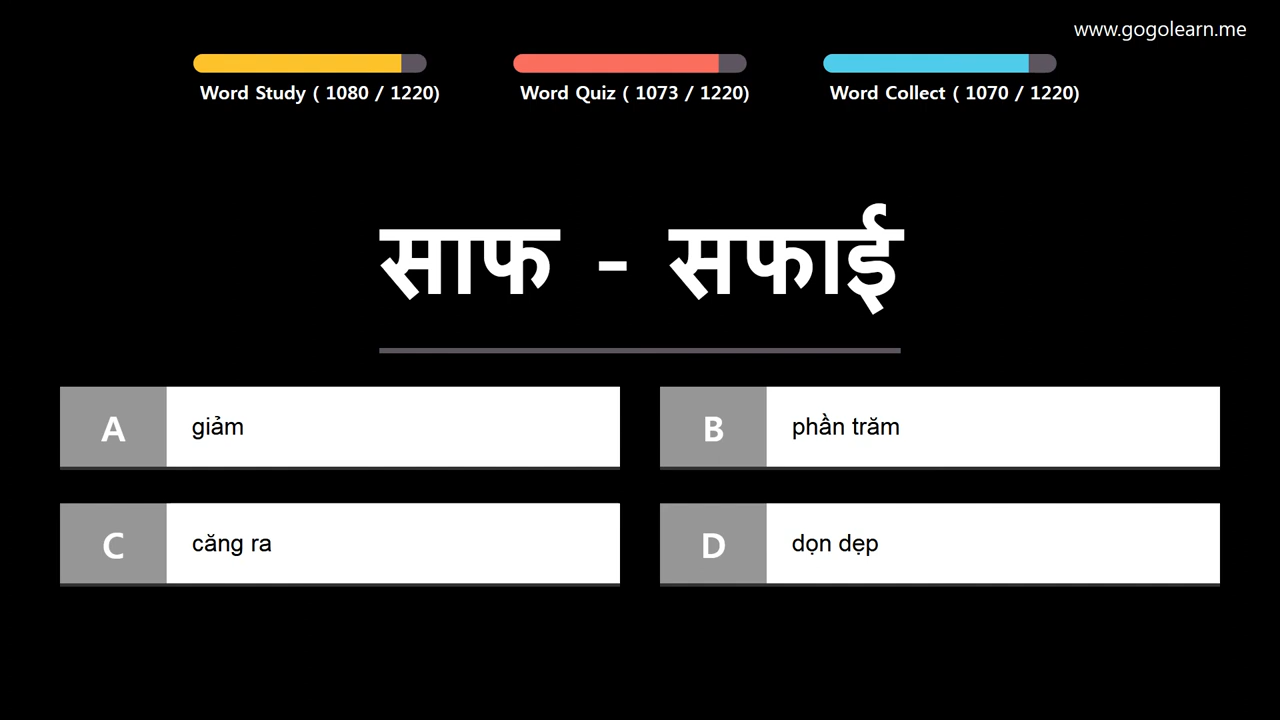 www.gogolearn.me
Word Study ( 1080 / 1220)
Word Quiz ( 1073 / 1220)
Word Collect ( 1070 / 1220)
साफ - सफाई
A giảm
B phần trăm
C căng ra
D dọn dẹp